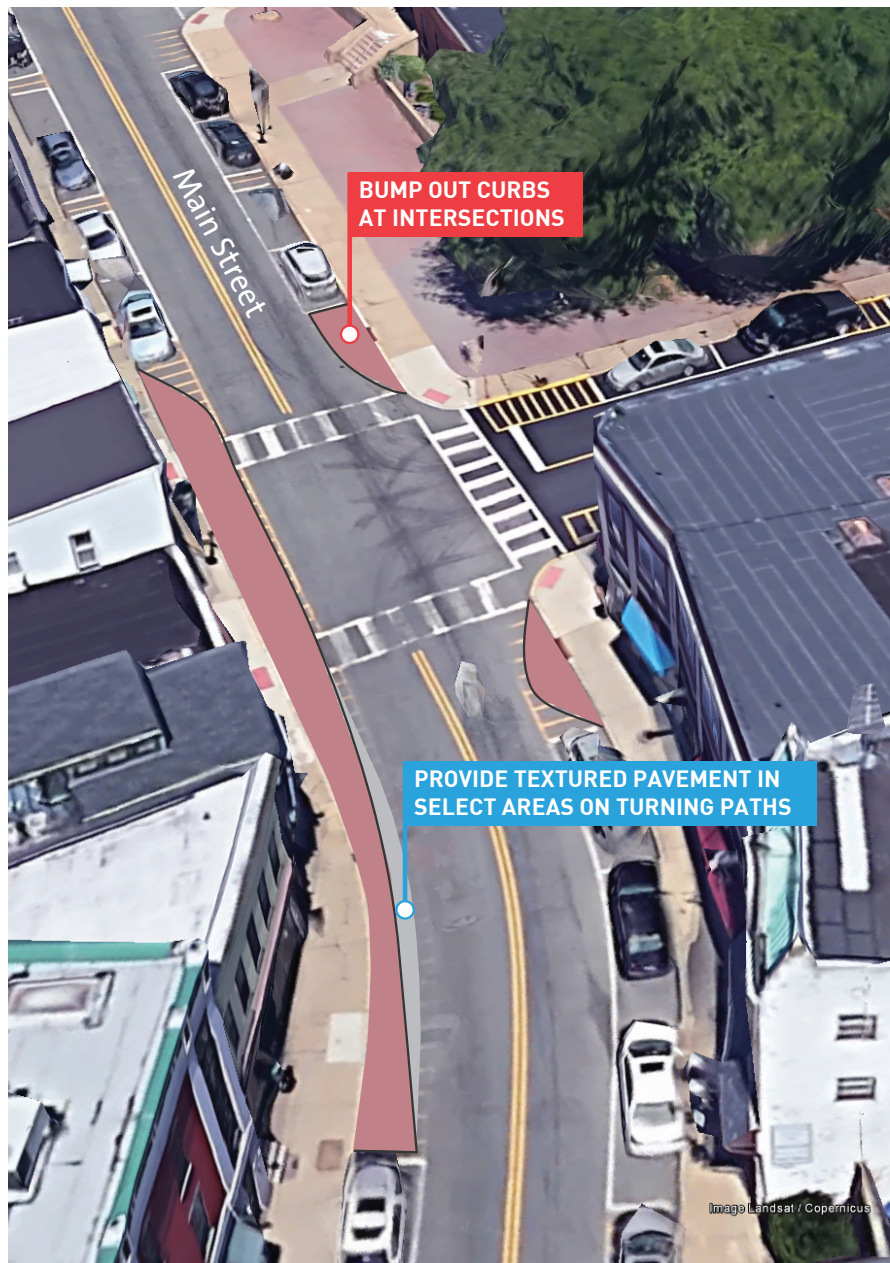 Main Street
BUMP OUT CURBS
AT INTERSECTIONS
PROVIDE TEXTURED PAVEMENT IN
SELECT AREAS ON TURNING PATHS
Image Landsat / Copernicus